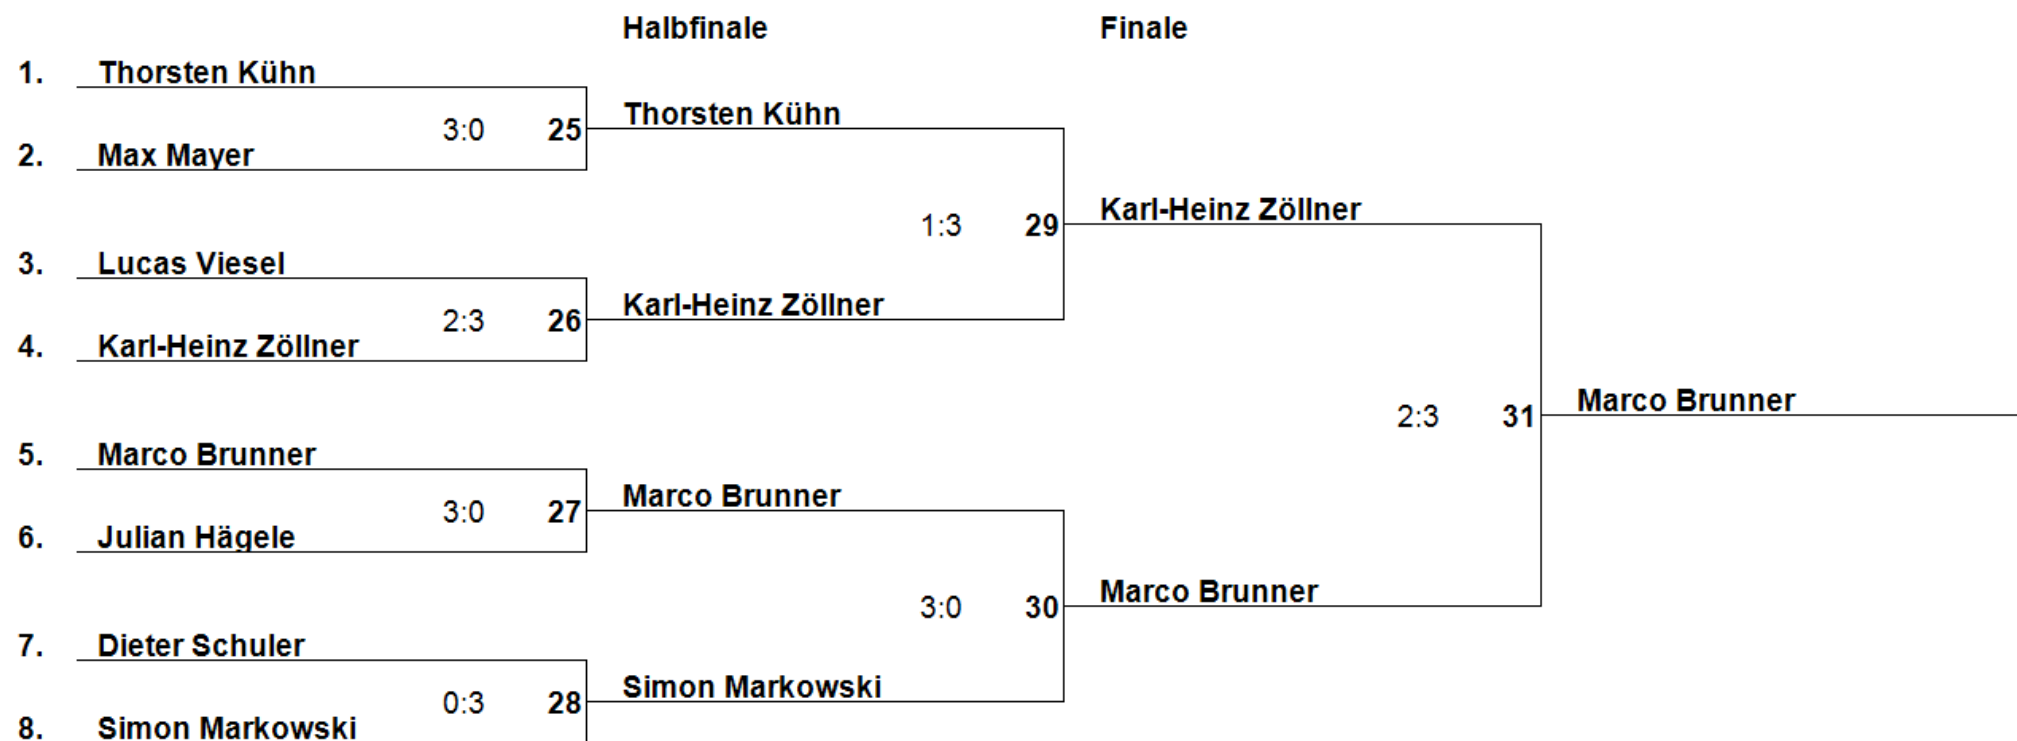 Halbfinale Finale
1. Thorsten Kühn
Thorsten Kühn
3:0 25
2. Max Mayer
Karl-Heinz Zöllner
1:3 29
3. Lucas Viesel
Karl-Heinz Zöllner
2:3 26
4. Karl-Heinz Zöllner
Marco Brunner
2:3 31
5. Marco Brunner
Marco Brunner
3:0 27
6. Julian Hägele
Marco Brunner
3:0 30
7. Dieter Schuler
Simon Markowski
0:3 28
8. Simon Markowski